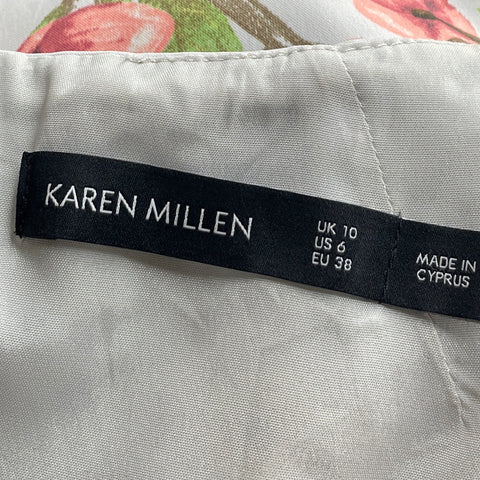 KAREN MILLEN
UK 10
US 6
EU 38
MADE IN
CYPRUS